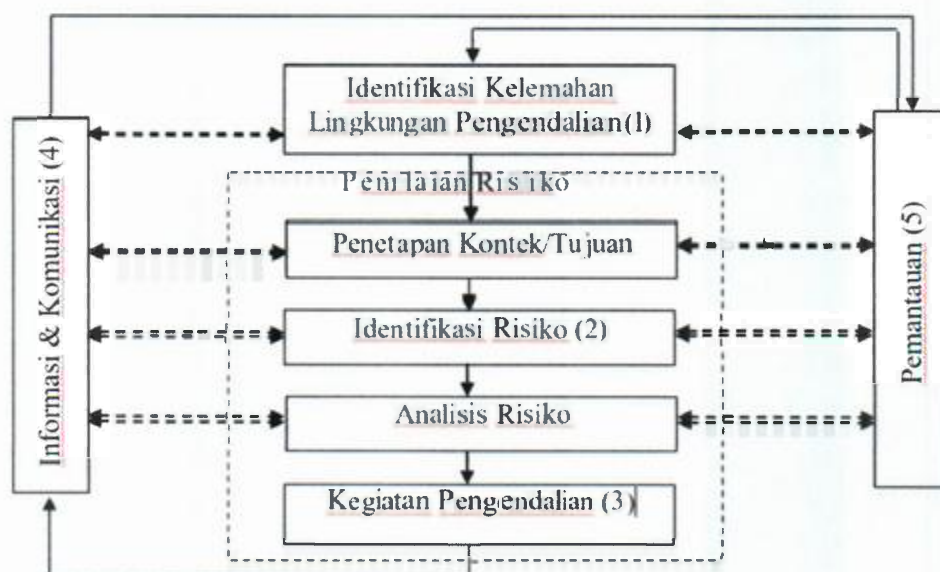 Identifikasi Kelemahan
Lingkungan Pengendalian(1)
Penilaian Risiko
Penetapan Kontek/Tujuan
Identifikasi Risiko (2)
Analisis Risiko
Kegiatan Pengendalian (3)
Informasi & Komunikasi (4)
Pemantauan (5)